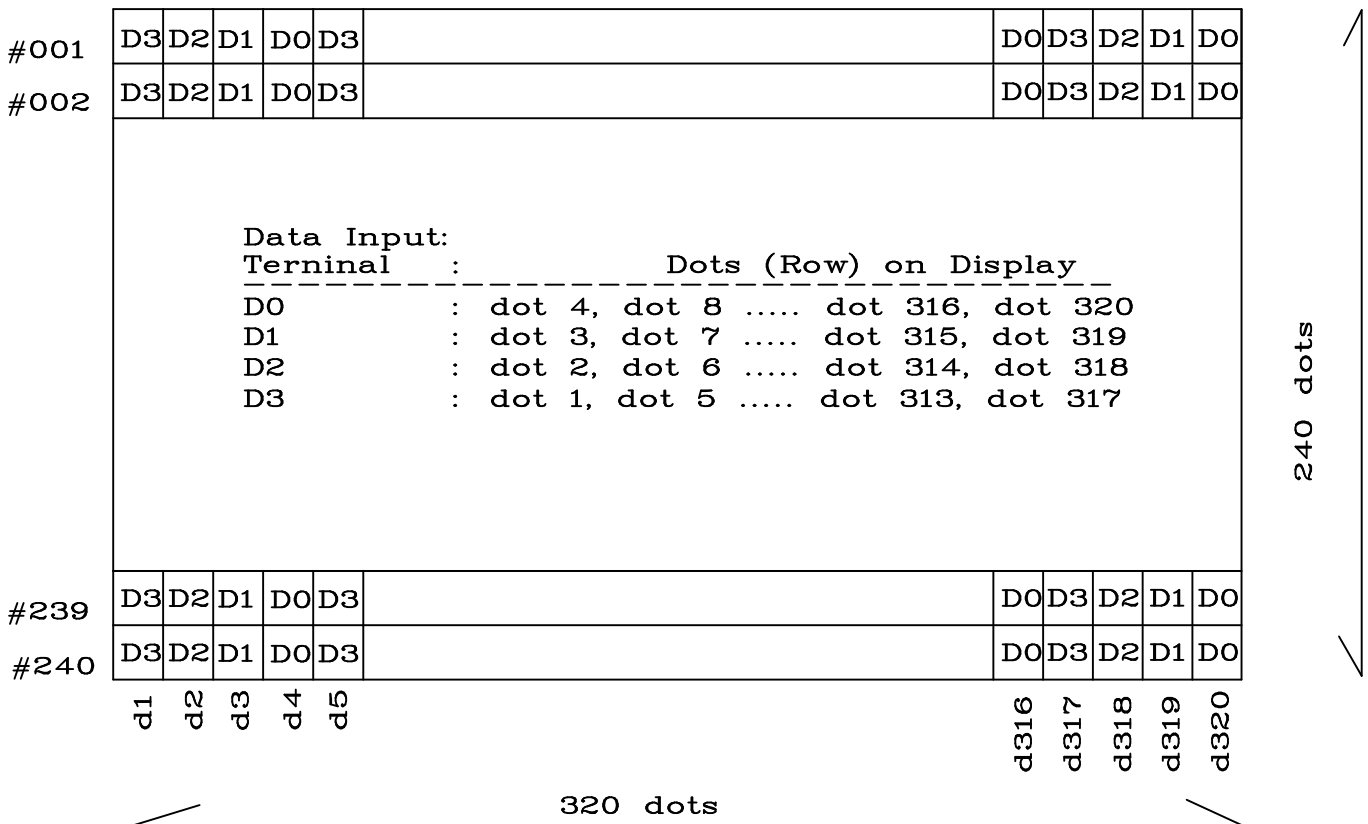 #001 D3 D2 D1 D0 D3 D0 D3 D2 D1 D0
#002 D3 D2 D1 D0 D3 D0 D3 D2 D1 D0
Data Input:
Terninal : Dots (Row) on Display
D0 : dot 4, dot 8 ..... dot 316, dot 320
D1 : dot 3, dot 7 ..... dot 315, dot 319
D2 : dot 2, dot 6 ..... dot 314, dot 318
D3 : dot 1, dot 5 ..... dot 313, dot 317
240 dots
#239 D3 D2 D1 D0 D3 D0 D3 D2 D1 D0
#240 D3 D2 D1 D0 D3 D0 D3 D2 D1 D0
d1 d2 d3 d4 d5 d316 d317 d318 d319 d320
320 dots